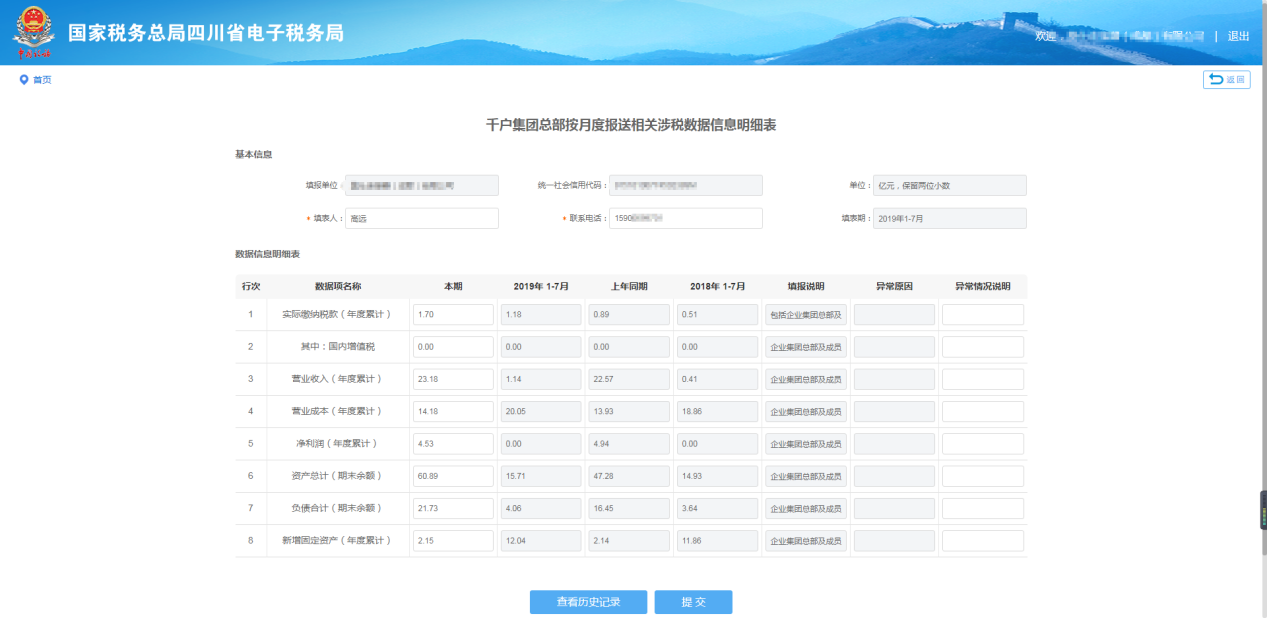 国家税务总局四川省电子税务局
欢迎 | 退出
首页
返回
千户集团总部按月度报送相关涉税数据信息明细表
基本信息
填报单位： 统一社会信用代码： 单位： 亿元，保留两位小数
* 填表人： 高远 * 联系电话： 1590 填表期： 2019年1-7月
数据信息明细表
行次 数据项名称 本期 2019年 1-7月 上年同期 2018年 1-7月 填报说明 异常原因 异常情况说明
1 实际缴纳税款（年度累计） 1.70 1.18 0.89 0.51 包括企业集团总部及
2 其中：国内增值税 0.00 0.00 0.00 0.00 企业集团总部及成员
3 营业收入（年度累计） 23.18 1.14 22.57 0.41 企业集团总部及成员
4 营业成本（年度累计） 14.18 20.05 13.93 18.86 企业集团总部及成员
5 净利润（年度累计） 4.53 0.00 4.94 0.00 企业集团总部及成员
6 资产总计（期末余额） 60.89 15.71 47.28 14.93 企业集团总部及成员
7 负债合计（期末余额） 21.73 4.06 16.45 3.64 企业集团总部及成员
8 新增固定资产（年度累计） 2.15 12.04 2.14 11.86 企业集团总部及成员
查看历史记录 提 交